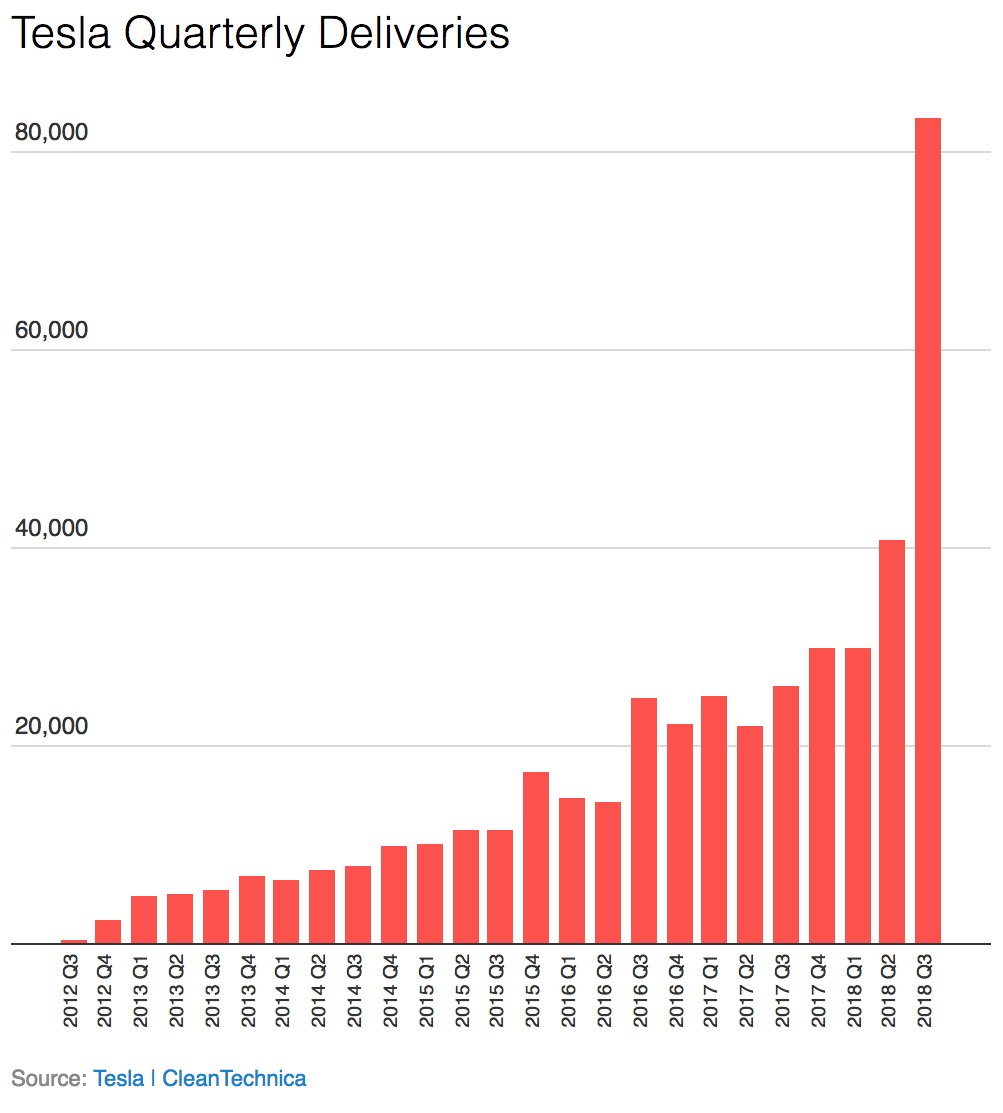 Tesla Quarterly Deliveries
80,000
60,000
40,000
20,000
2012 Q3
2012 Q4
2013 Q1
2013 Q2
2013 Q3
2013 Q4
2014 Q1
2014 Q2
2014 Q3
2014 Q4
2015 Q1
2015 Q2
2015 Q3
2015 Q4
2016 Q1
2016 Q2
2016 Q3
2016 Q4
2017 Q1
2017 Q2
2017 Q3
2017 Q4
2018 Q1
2018 Q2
2018 Q3
Source: Tesla | CleanTechnica